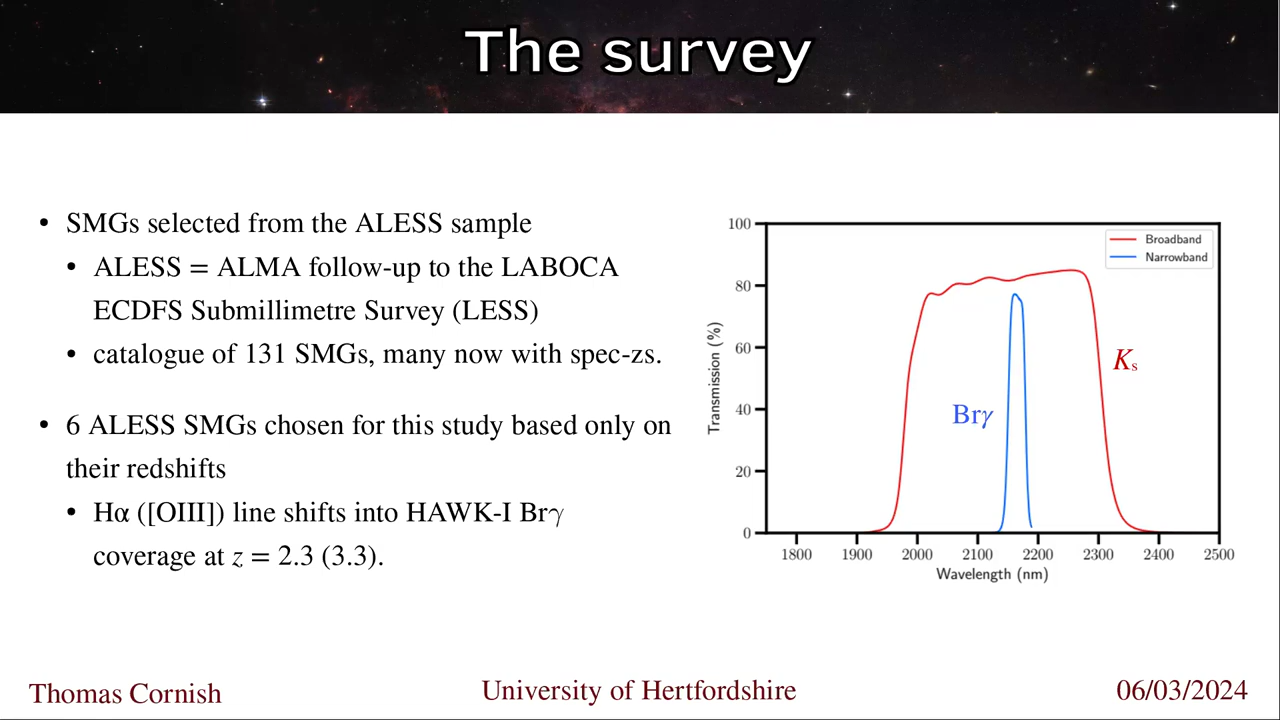 The survey
• SMGs selected from the ALESS sample
• ALESS = ALMA follow-up to the LABOCA
ECDFS Submillimetre Survey (LESS)
• catalogue of 131 SMGs, many now with spec-zs.
• 6 ALESS SMGs chosen for this study based only on
their redshifts
• Hα ([OIII]) line shifts into HAWK-I Brγ
coverage at z = 2.3 (3.3).
100
80
60
40
20
0
Transmission (%)
Broadband
Narrowband
Ks
Brγ
1800 1900 2000 2100 2200 2300 2400 2500
Wavelength (nm)
Thomas Cornish
University of Hertfordshire
06/03/2024